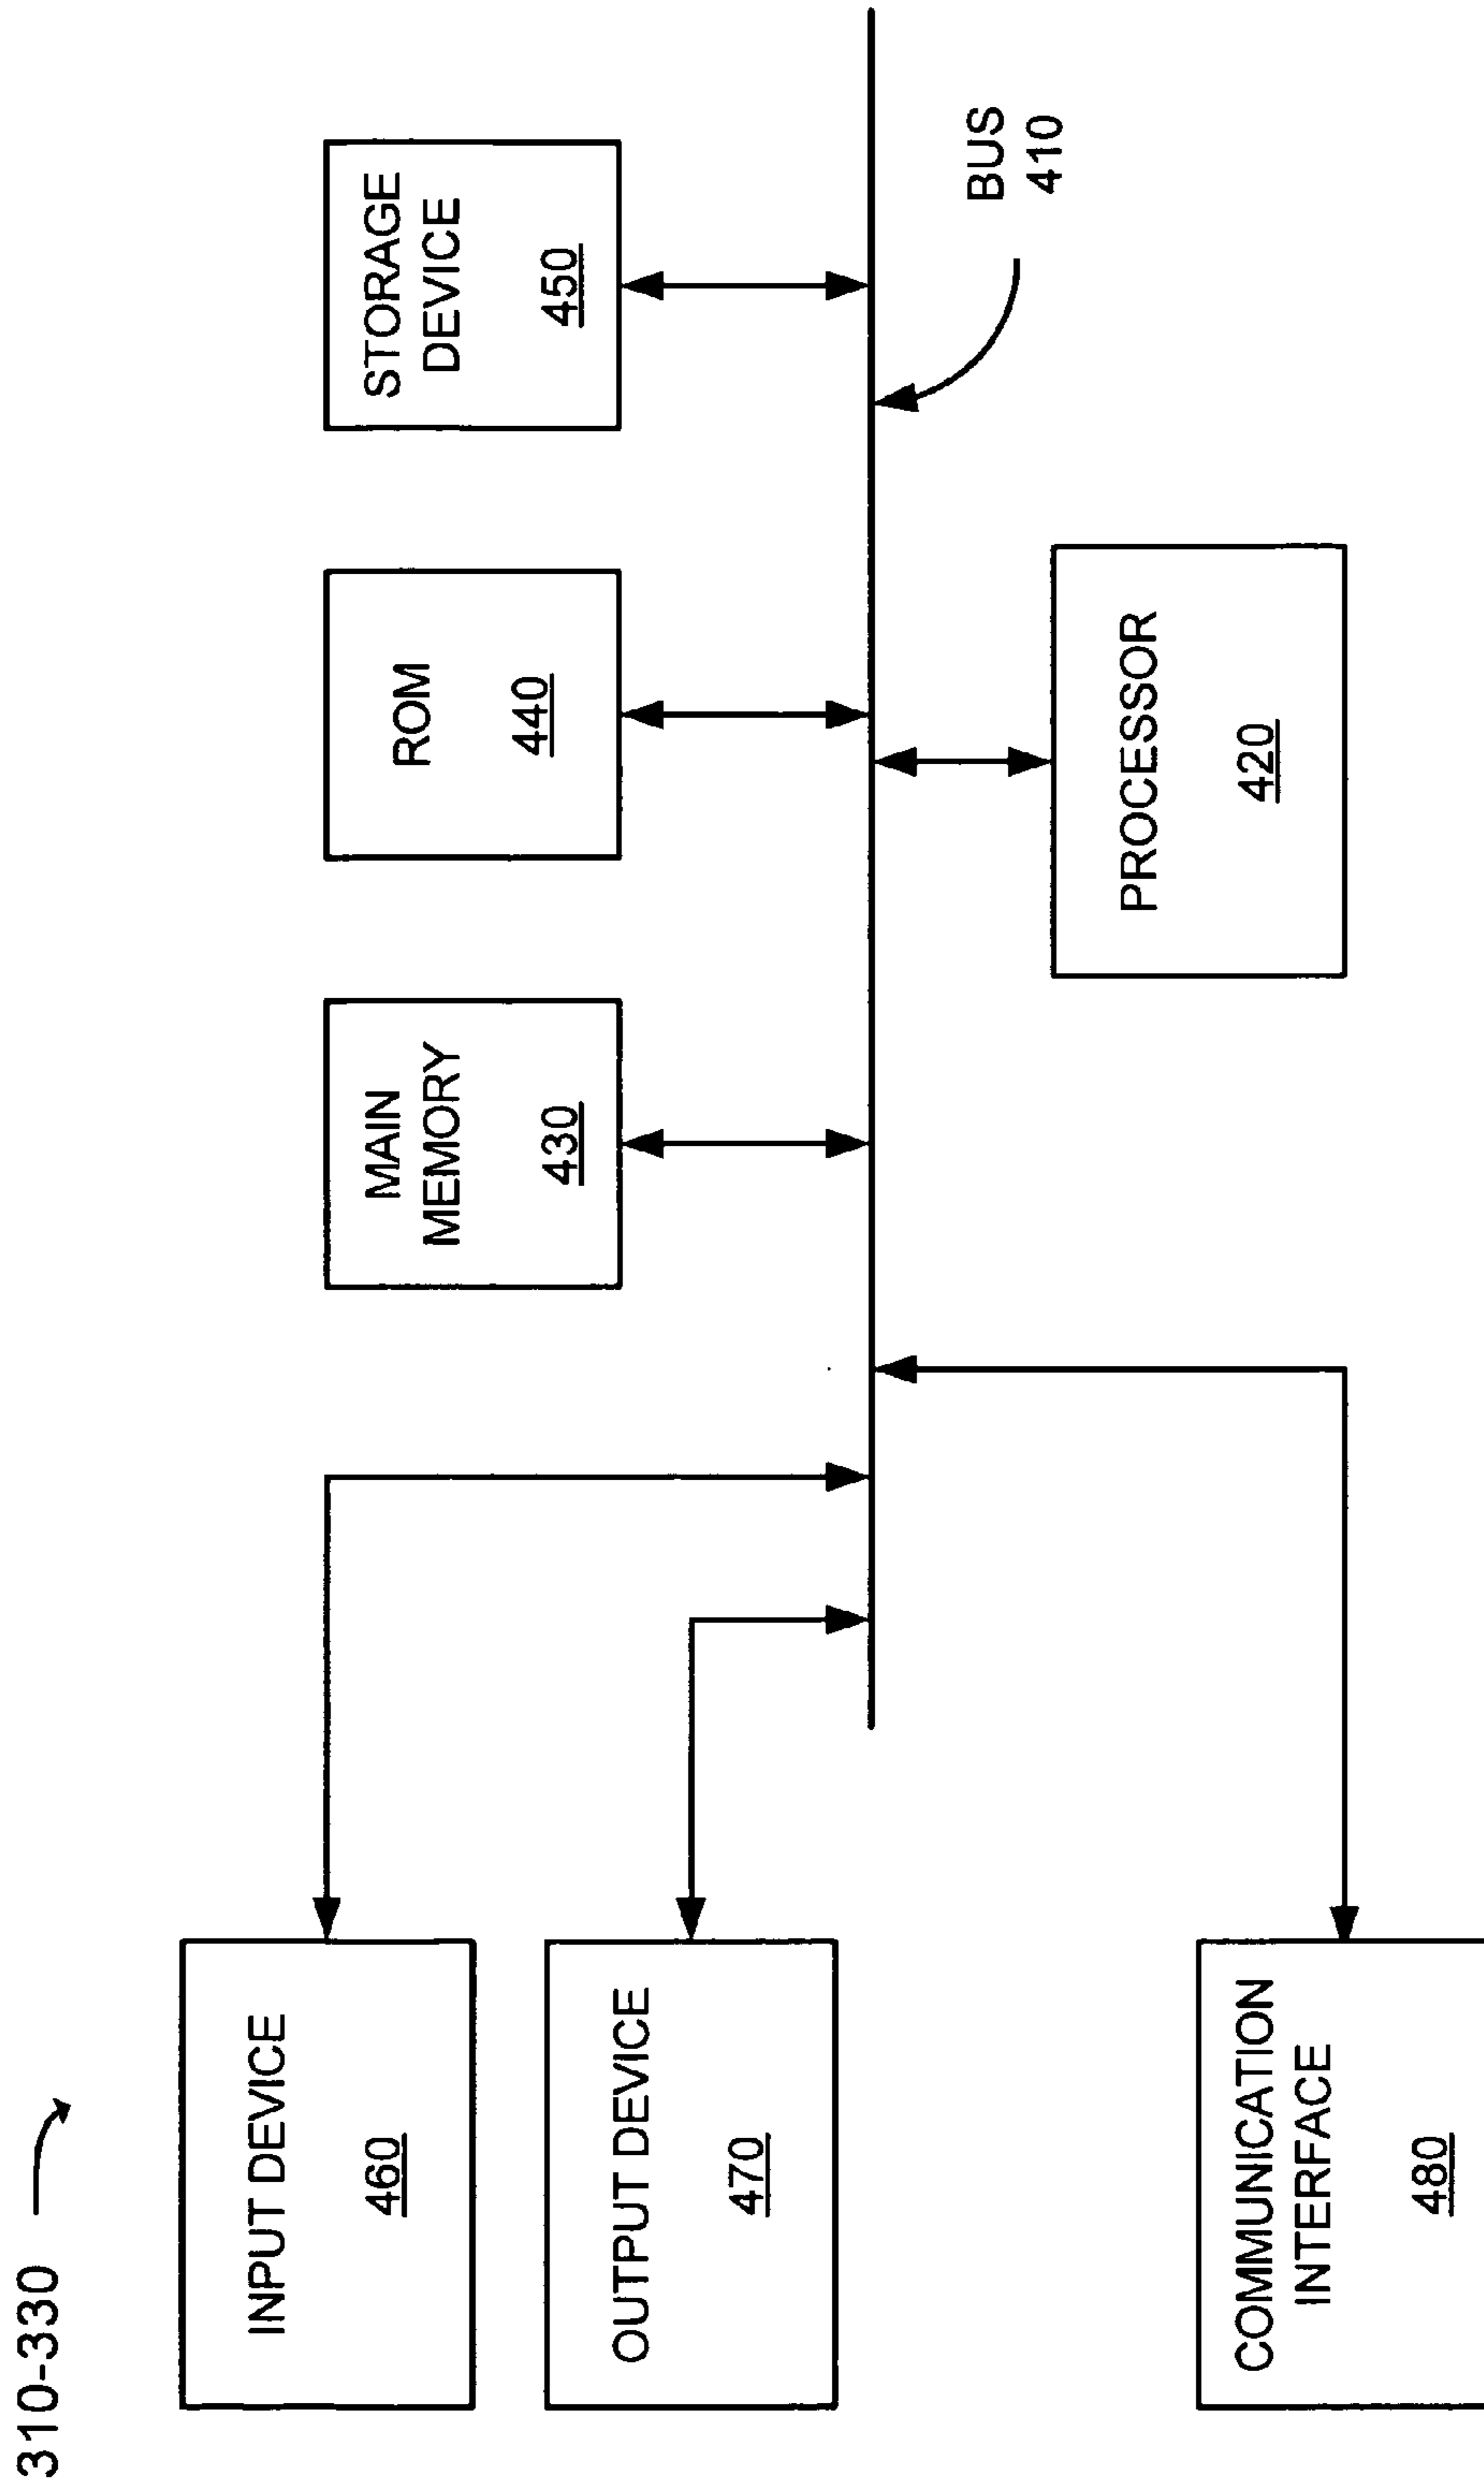 310-330
INPUT DEVICE
460
OUTPUT DEVICE
470
COMMUNICATION
INTERFACE
480
MAIN
MEMORY
430
ROM
440
STORAGE
DEVICE
450
BUS
410
PROCESSOR
420